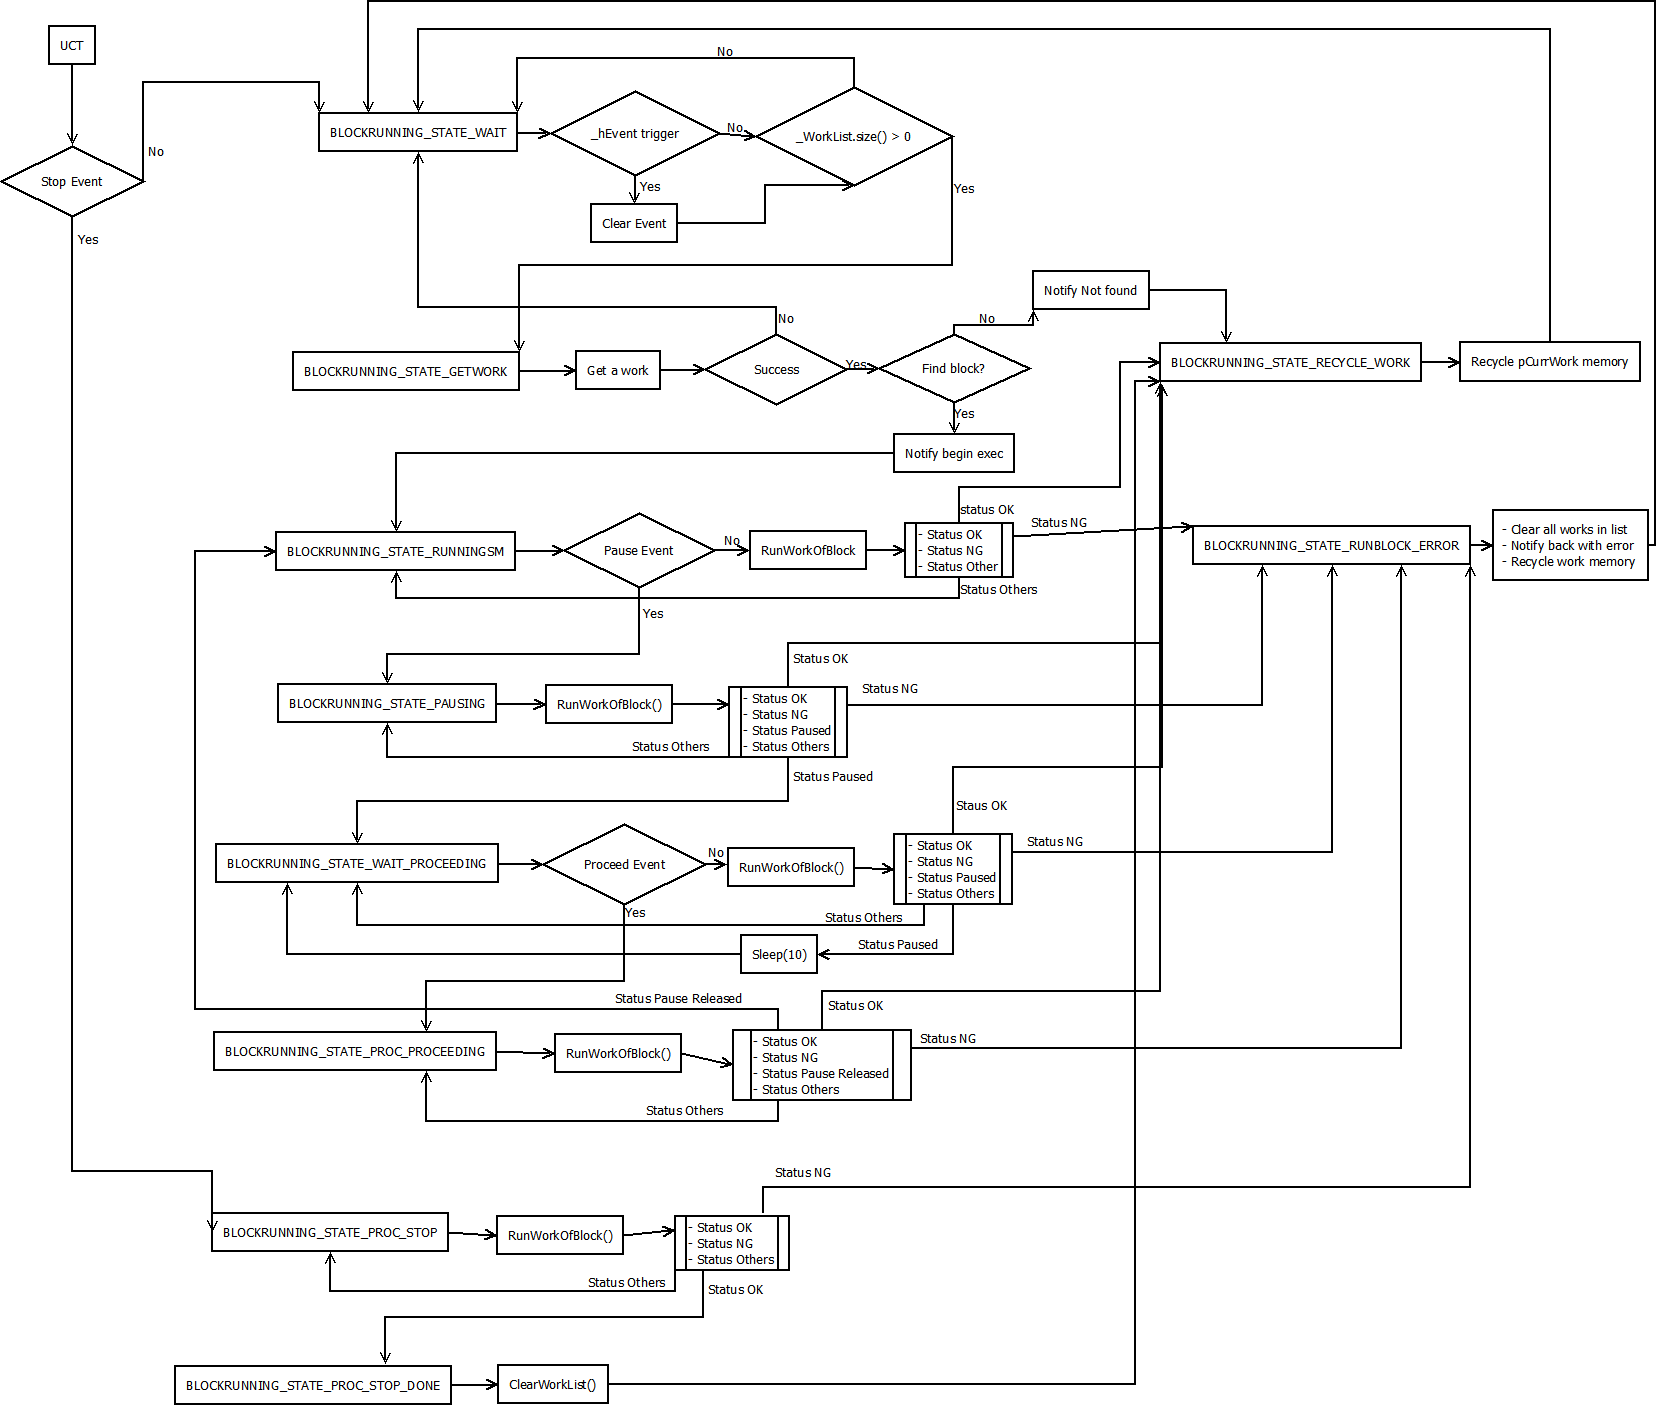 UCT
No
Stop Event
Yes
No
BLOCKRUNNING_STATE_WAIT
_hEvent trigger
No
_WorkList.size() > 0
Yes
Yes
Clear Event
Notify Not found
No
No
BLOCKRUNNING_STATE_GETWORK
Get a work
Success
Yes
Find block?
BLOCKRUNNING_STATE_RECYCLE_WORK
Recycle pCurrWork memory
Yes
Notify begin exec
status OK
Status NG
BLOCKRUNNING_STATE_RUNNINGSM
Pause Event
No
RunWorkOfBlock
- Status OK
- Status NG
- Status Other
BLOCKRUNNING_STATE_RUNBLOCK_ERROR
- Clear all works in list
- Notify back with error
- Recycle work memory
Status Others
Yes
Status OK
Status NG
BLOCKRUNNING_STATE_PAUSING
RunWorkOfBlock()
- Status OK
- Status NG
- Status Paused
- Status Others
Status Others
Status Paused
Staus OK
Status NG
BLOCKRUNNING_STATE_WAIT_PROCEEDING
Proceed Event
No
RunWorkOfBlock()
- Status OK
- Status NG
- Status Paused
- Status Others
Yes
Status Others
Status Paused
Sleep(10)
Status Pause Released
Status OK
Status NG
BLOCKRUNNING_STATE_PROC_PROCEEDING
RunWorkOfBlock()
- Status OK
- Status NG
- Status Pause Released
- Status Others
Status Others
Status NG
BLOCKRUNNING_STATE_PROC_STOP
RunWorkOfBlock()
- Status OK
- Status NG
- Status Others
Status Others
Status OK
BLOCKRUNNING_STATE_PROC_STOP_DONE
ClearWorkList()